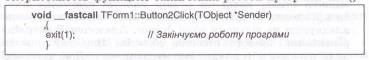 void __fastcall TForm1::Button2Click(TObject *Sender)
{
exit(1); // Закінчуємо роботу програми
}